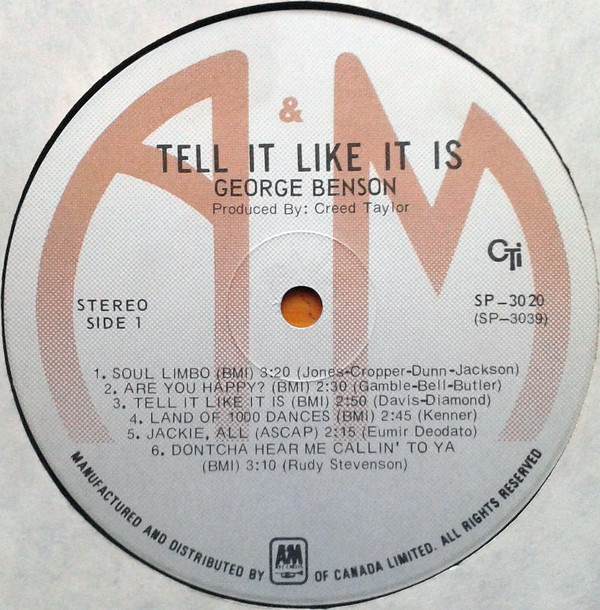 A & M
TELL IT LIKE IT IS
GEORGE BENSON
Produced By: Creed Taylor
CTi
STEREO
SIDE 1
SP-3020
(SP-3039)
1. SOUL LIMBO (BMI) 3:20 (Jones-Cropper-Dunn-Jackson)
2. ARE YOU HAPPY? (BMI) 2:30 (Gamble-Bell-Butler)
3. TELL IT LIKE IT IS (BMI) 2:50 (Davis-Diamond)
4. LAND OF 1000 DANCES (BMI) 2:45 (Kenner)
5. JACKIE, ALL (ASCAP) 2:15 (Eumir Deodato)
6. DONTCHA HEAR ME CALLIN' TO YA
(BMI) 3:10 (Rudy Stevenson)
MANUFACTURED AND DISTRIBUTED BY A&M RECORDS OF CANADA LIMITED. ALL RIGHTS RESERVED